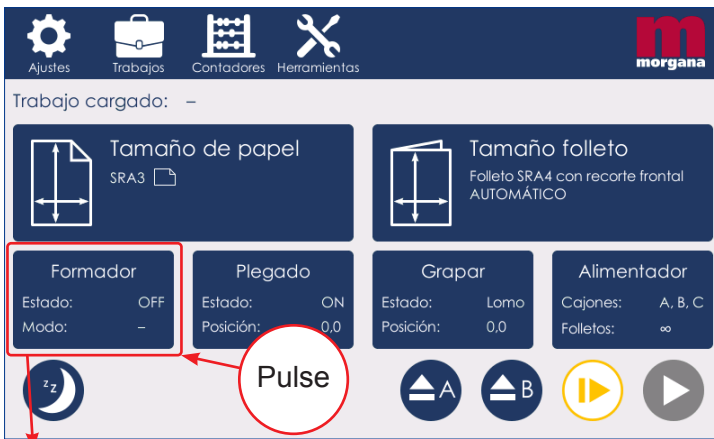 Ajustes Trabajos Contadores Herramientas
morgana
Trabajo cargado: –
Tamaño de papel
SRA3
Tamaño folleto
Folleto SRA4 con recorte frontal
AUTOMÁTICO
Formador
Estado: OFF
Modo: –
Plegado
Estado: ON
Posición: 0,0
Grapar
Estado: Lomo
Posición: 0,0
Alimentador
Cajones: A, B, C
Folletos: ∞
Pulse
z z
A
B